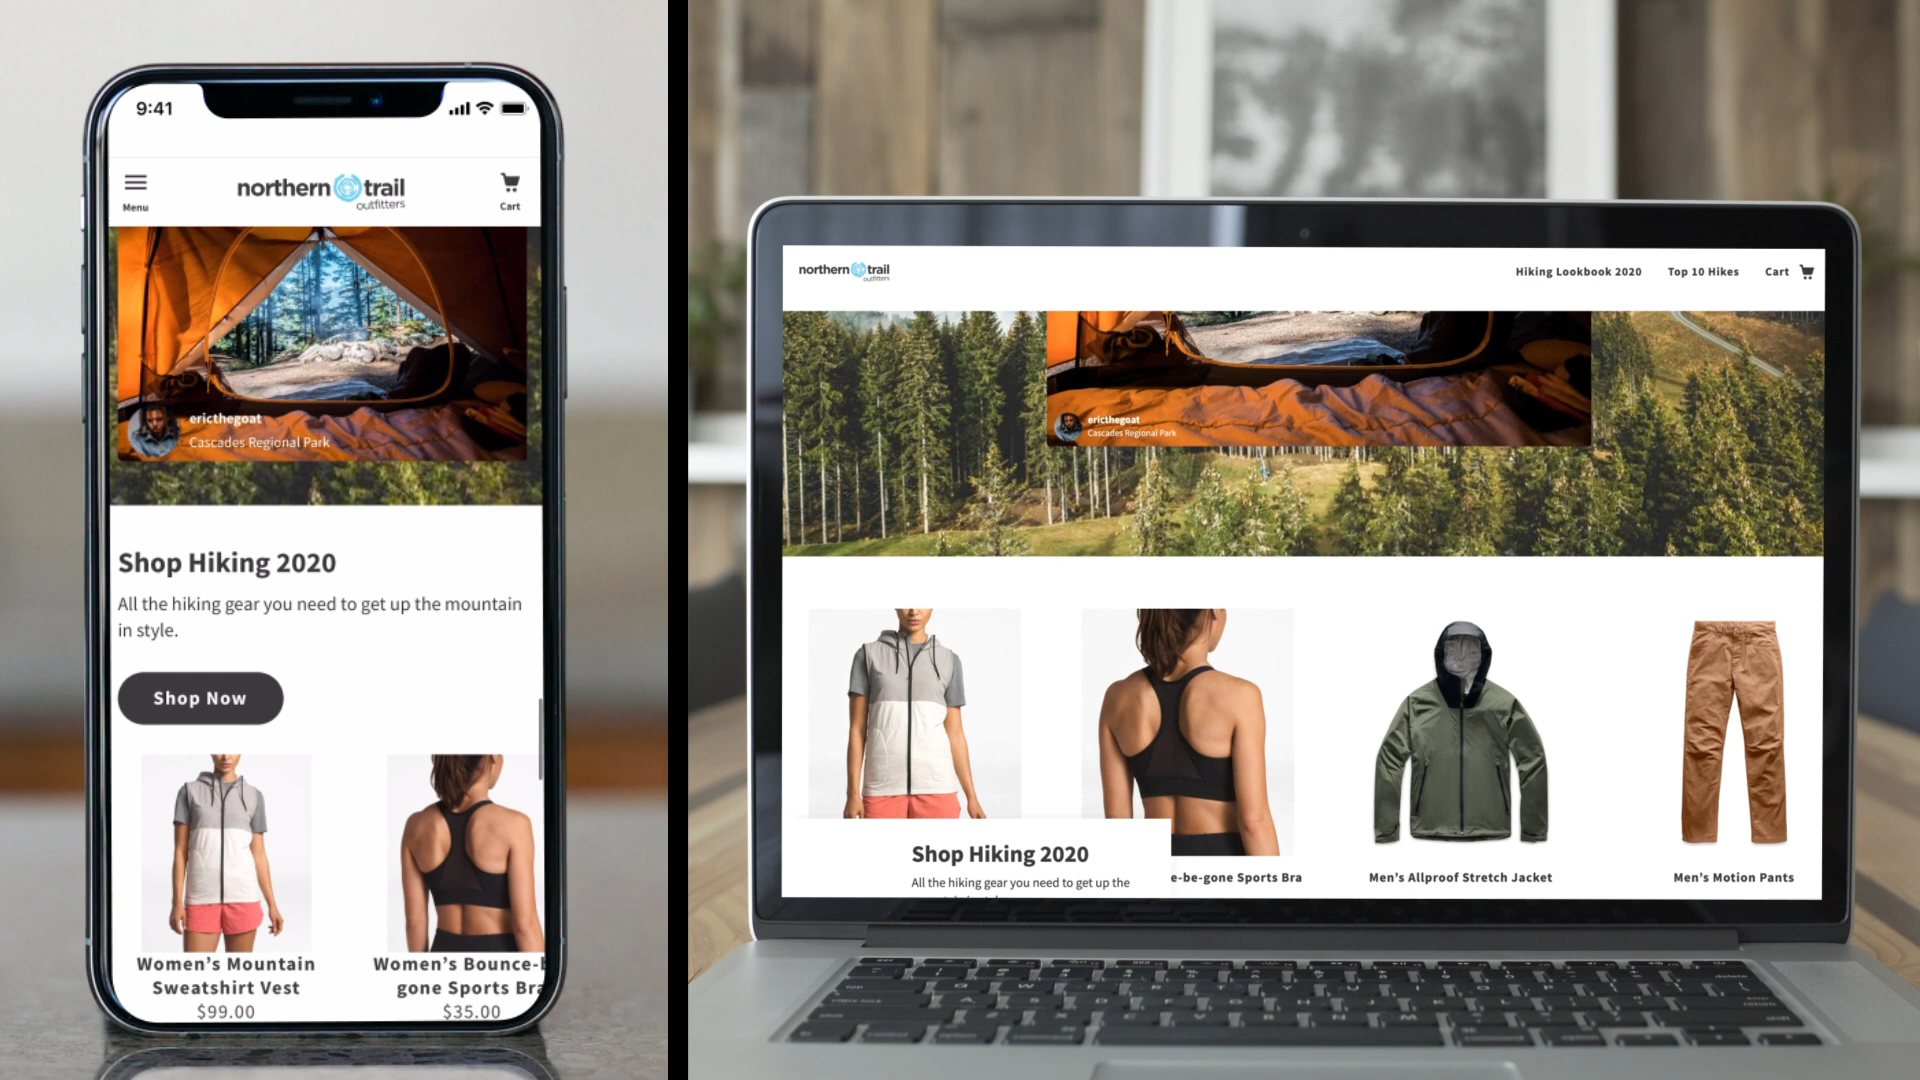 9:41
Menu
northern trail
outfitters
Cart
ericthegoat
Cascades Regional Park
Shop Hiking 2020
All the hiking gear you need to get up the mountain
in style.
Shop Now
Women's Mountain
Sweatshirt Vest
$99.00
Women's Bounce-
gone Sports Bra
$35.00
northern trail
outfitters
Hiking Lookbook 2020
Top 10 Hikes
Cart
ericthegoat
Cascades Regional Park
Shop Hiking 2020
All the hiking gear you need to get up the
e-be-gone Sports Bra
Men's Allproof Stretch Jacket
Men's Motion Pants